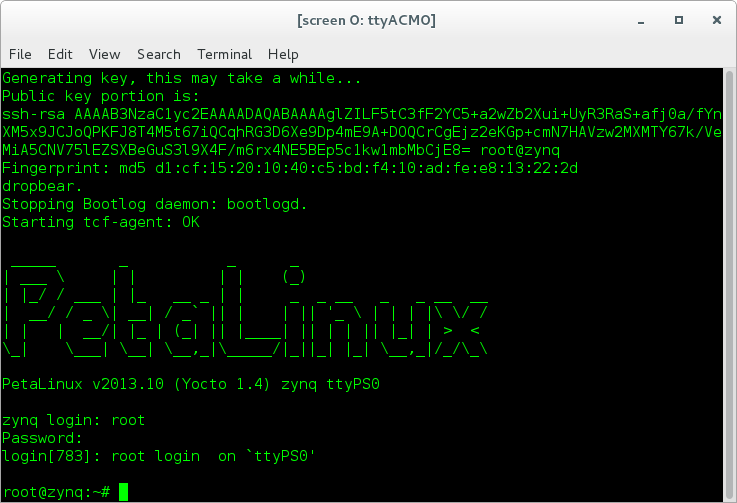 [screen 0: ttyACM0]
File Edit View Search Terminal Help
Generating key, this may take a while...
Public key portion is:
ssh-rsa AAAAB3NzaC1yc2EAAAADAQABAAAAglZILF5tC3fF2YC5+a2wZb2Xui+UyR3RaS+afj0a/fYn
XM5x9JCJoQPKFJ8T4M5t67iQCqhRG3D6Xe9Dp4mE9A+DOQCrCgEjz2eKGp+cmN7HAVzw2MXMTY67k/Ve
MiA5CNV75lEZSXBeGuS3l9X4F/m6rx4NE5BEp5c1kw1mbMbCjE8= root@zynq
Fingerprint: md5 d1:cf:15:20:10:40:c5:bd:f4:10:ad:fe:e8:13:22:2d
dropbear.
Stopping Bootlog daemon: bootlogd.
Starting tcf-agent: OK
PetaLinux
PetaLinux v2013.10 (Yocto 1.4) zynq ttyPS0
zynq login: root
Password:
login[783]: root login  on `ttyPS0'
root@zynq:~#